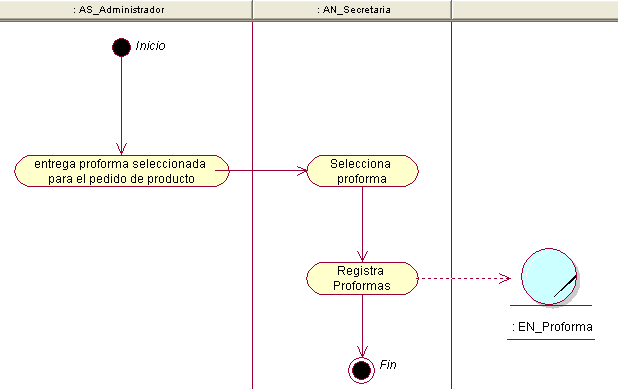 : AS_Administrador
: AN_Secretaria
Inicio
entrega proforma seleccionada
para el pedido de producto
Selecciona
proforma
Registra
Proformas
: EN_Proforma
Fin